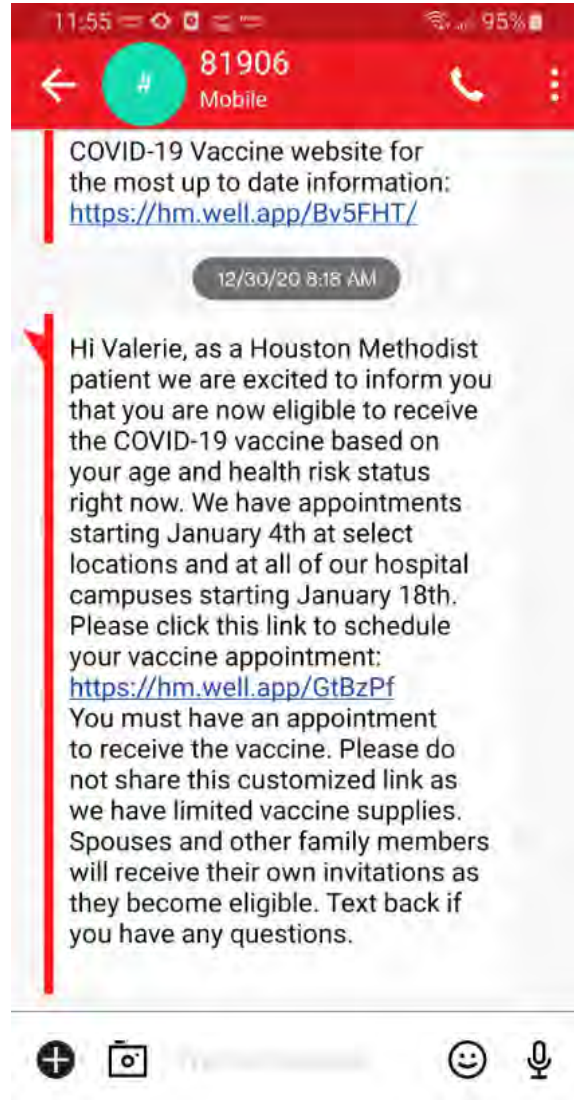 11:55
95%
81906
#
Mobile
COVID-19 Vaccine website for
the most up to date information:
https://hm.well.app/Bv5FHT/
12/30/20 8:18 AM
Hi Valerie, as a Houston Methodist
patient we are excited to inform you
that you are now eligible to receive
the COVID-19 vaccine based on
your age and health risk status
right now. We have appointments
starting January 4th at select
locations and at all of our hospital
campuses starting January 18th.
Please click this link to schedule
your vaccine appointment:
https://hm.well.app/GtBzPf
You must have an appointment
to receive the vaccine. Please do
not share this customized link as
we have limited vaccine supplies.
Spouses and other family members
will receive their own invitations as
they become eligible. Text back if
you have any questions.